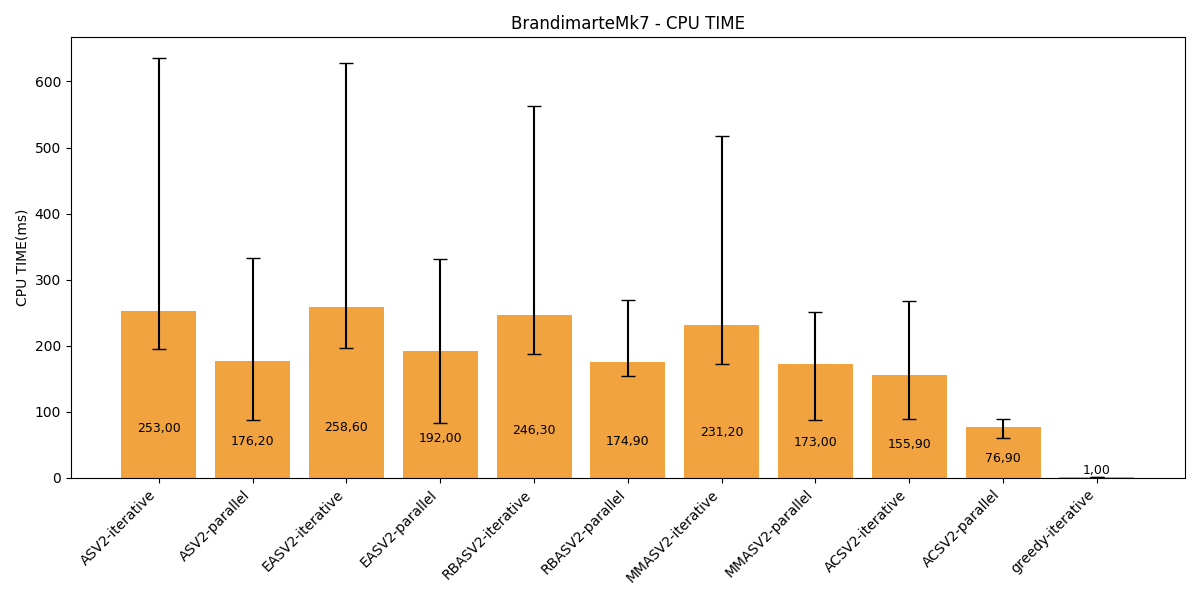 BrandimarteMk7 - CPU TIME
CPU TIME(ms)
600
500
400
300
200
100
0
253,00
176,20
258,60
192,00
246,30
174,90
231,20
173,00
155,90
76,90
1,00
ASV2-iterative
ASV2-parallel
EASV2-iterative
EASV2-parallel
RBASV2-iterative
RBASV2-parallel
MMASV2-iterative
MMASV2-parallel
ACSV2-iterative
ACSV2-parallel
greedy-iterative